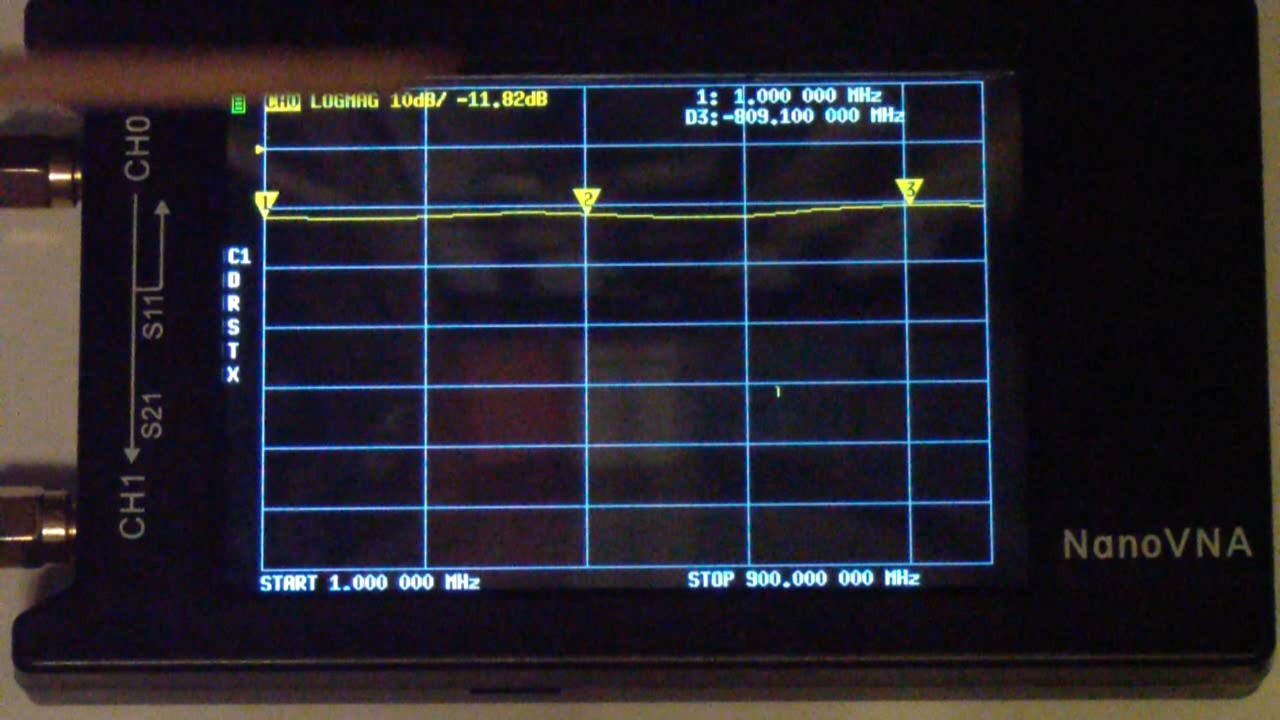 CH0 LOGMAG 10dB/ -11.82dB
1: 1.000 000 MHz
D3:-809.100 000 MHz
1
2
3
C1
D
R
S
T
X
START 1.000 000 MHz
STOP 900.000 000 MHz
CH0
S11
S21
CH1
NanoVNA